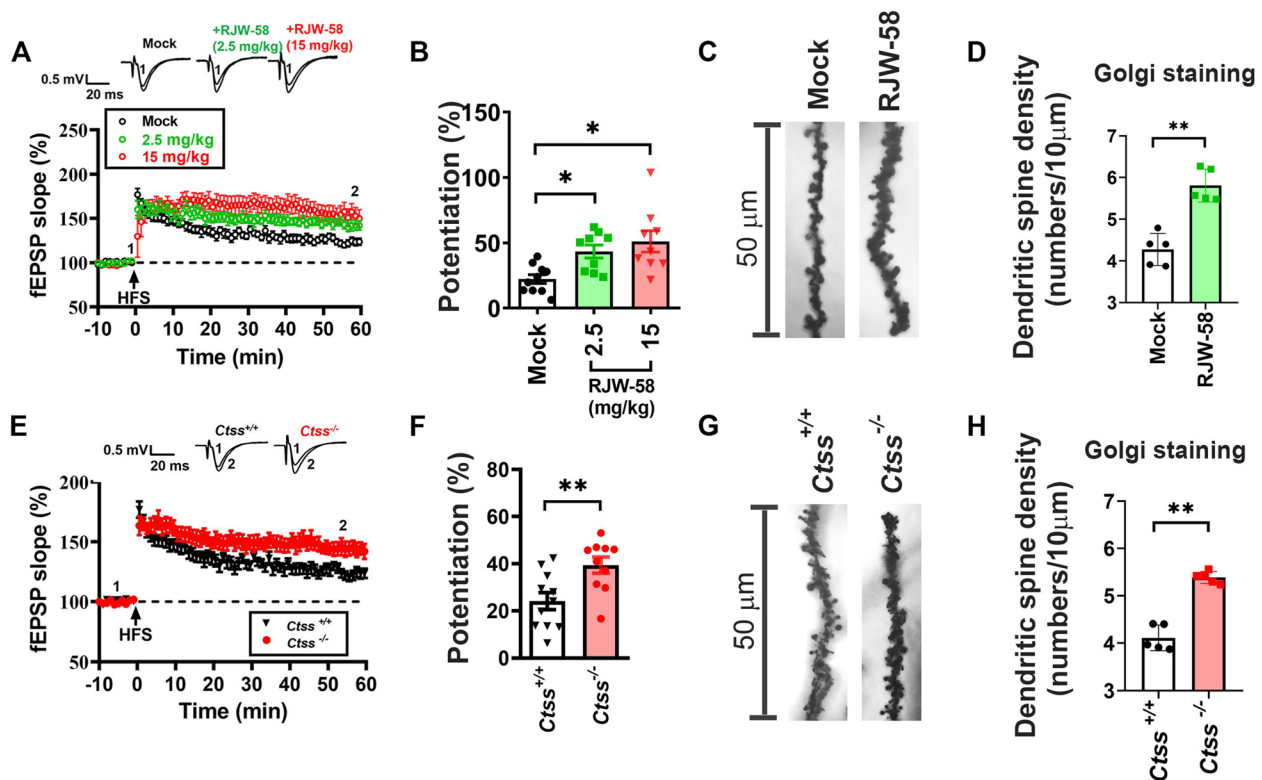 A
Mock
+RJW-58
(2.5 mg/kg)
+RJW-58
(15 mg/kg)
1
0.5 mV
20 ms
Mock
2.5 mg/kg
15 mg/kg
fEPSP slope (%)
250
200
150
100
50
1
2
HFS
-10 0 10 20 30 40 50 60
Time (min)
B
Potentiation (%)
150
100
50
0
*
*
Mock
2.5
15
RJW-58
(mg/kg)
C
Mock
RJW-58
50 μm
D
Golgi staining
Dendritic spine density
(numbers/10μm)
7
6
5
4
3
**
Mock
RJW-58
E
Ctss+/+
Ctss-/-
0.5 mV
20 ms
1
2
1
2
fEPSP slope (%)
200
150
100
50
1
2
HFS
Ctss +/+
Ctss -/-
-10 0 10 20 30 40 50 60
Time (min)
F
Potentiation (%)
80
60
40
20
0
**
Ctss+/+
Ctss-/-
G
Ctss+/+
Ctss-/-
50 μm
H
Golgi staining
Dendritic spine density
(numbers/10μm)
7
6
5
4
3
**
Ctss+/+
Ctss-/-